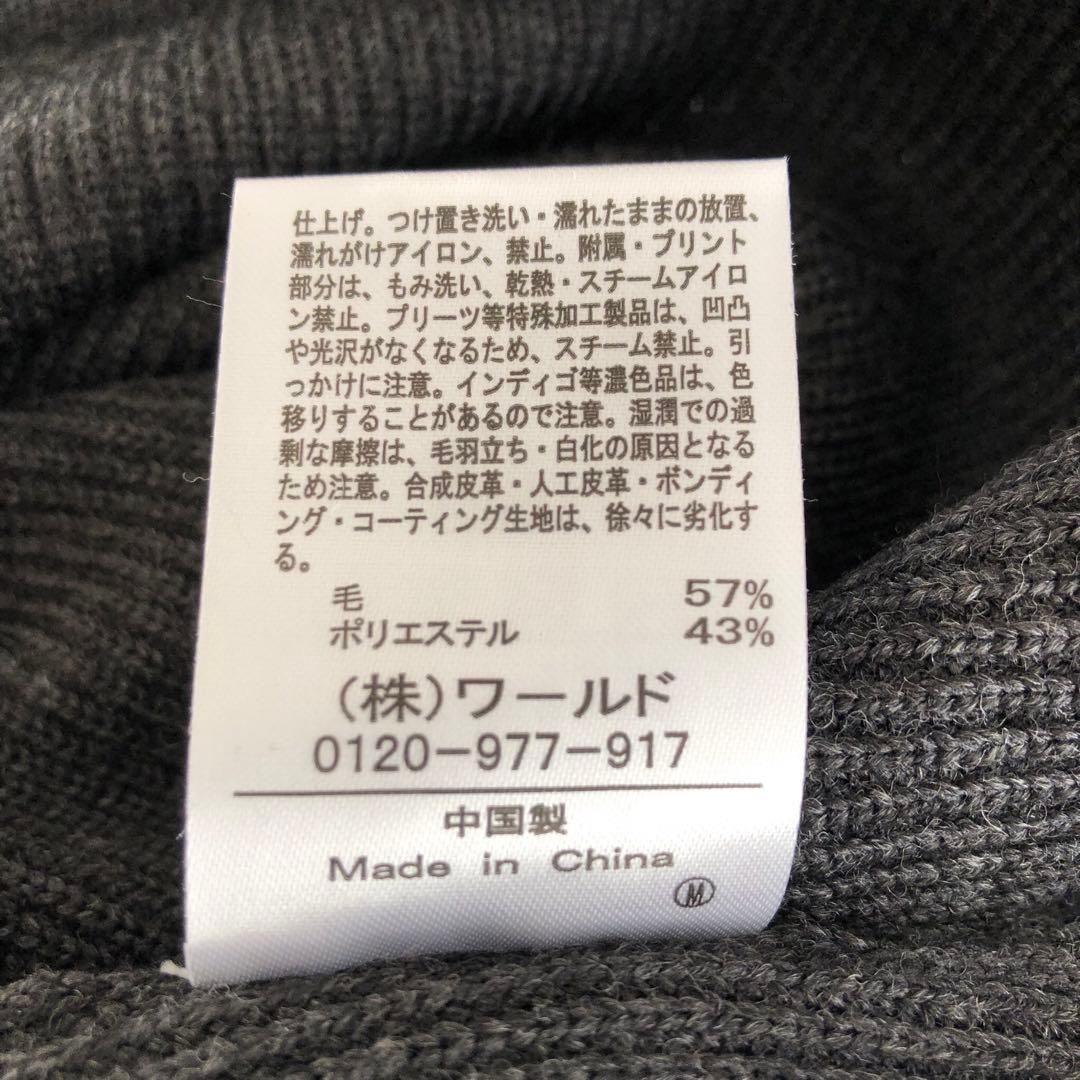 仕上げ。つけ置き洗い・濡れたままの放置、
濡れがけアイロン、禁止。附属・プリント
部分は、もみ洗い、乾熱・スチームアイロ
ン禁止。プリーツ等特殊加工製品は、凹凸
や光沢がなくなるため、スチーム禁止。引
っかけに注意。インディゴ等濃色品は、色
移りすることがあるので注意。湿潤での過
剰な摩擦は、毛羽立ち・白化の原因となる
ため注意。合成皮革・人工皮革・ボンディ
ング・コーティング生地は、徐々に劣化す
る。
毛 57%
ポリエステル 43%
(株)ワールド
0120-977-917
中国製
Made in China
M